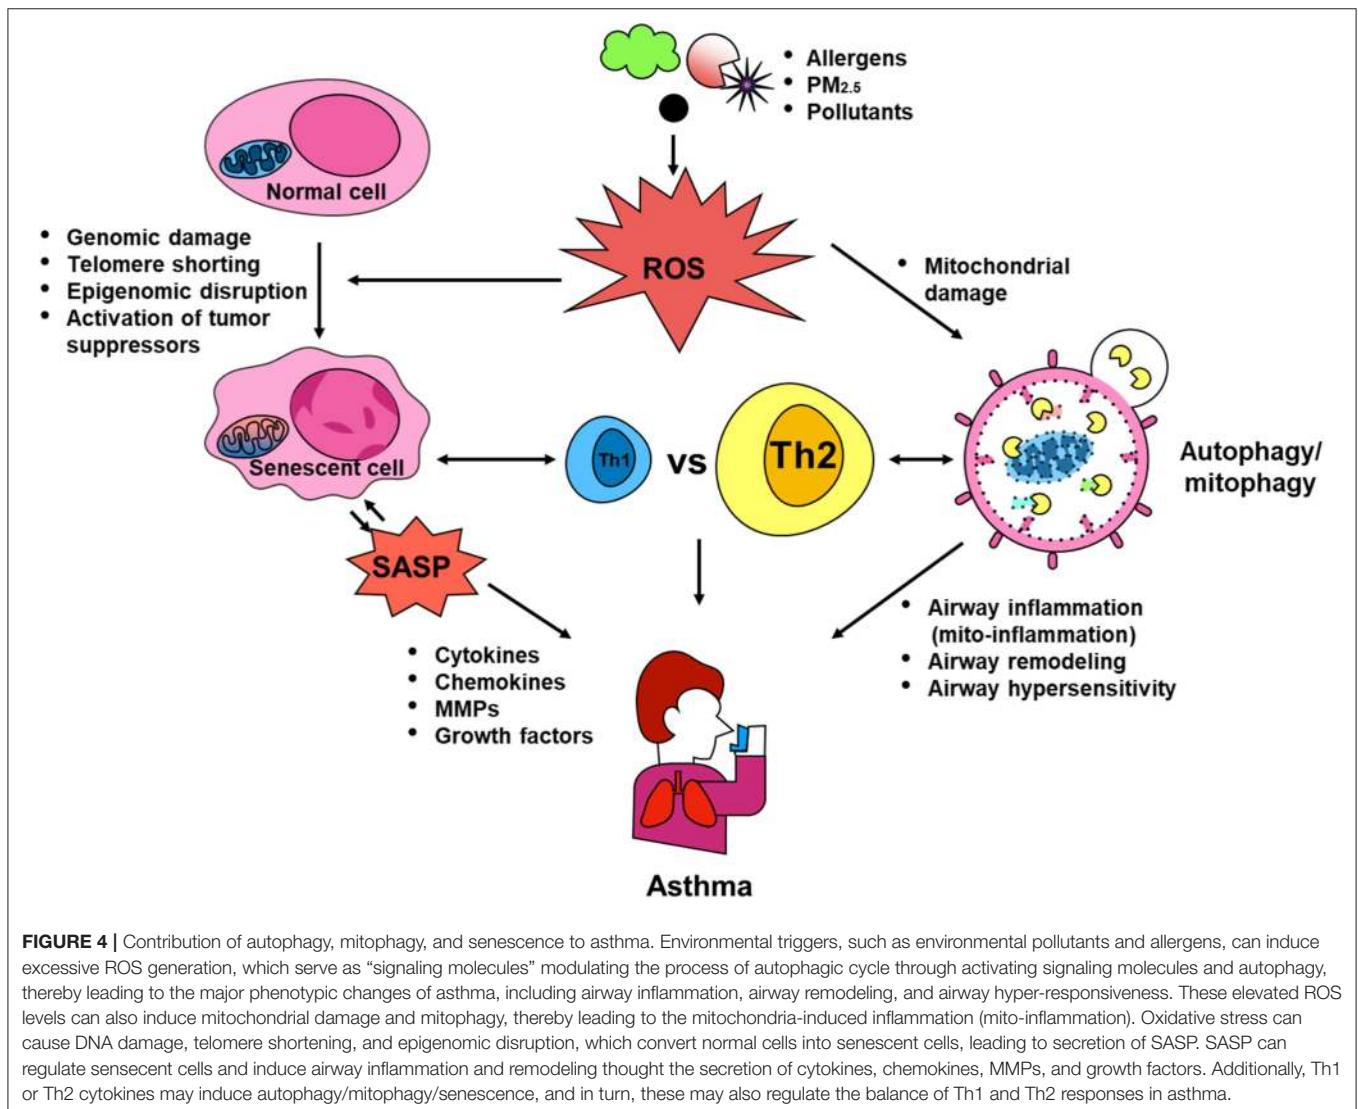 • Allergens
• PM2.5
• Pollutants
Normal cell
ROS
• Genomic damage
• Telomere shorting
• Epigenomic disruption
• Activation of tumor
suppressors
• Mitochondrial
damage
Senescent cell
Th1
vs
Th2
Autophagy/
mitophagy
SASP
• Cytokines
• Chemokines
• MMPs
• Growth factors
• Airway inflammation
(mito-inflammation)
• Airway remodeling
• Airway hypersensitivity
Asthma
FIGURE 4 | Contribution of autophagy, mitophagy, and senescence to asthma. Environmental triggers, such as environmental pollutants and allergens, can induce
excessive ROS generation, which serve as “signaling molecules” modulating the process of autophagic cycle through activating signaling molecules and autophagy,
thereby leading to the major phenotypic changes of asthma, including airway inflammation, airway remodeling, and airway hyper-responsiveness. These elevated ROS
levels can also induce mitochondrial damage and mitophagy, thereby leading to the mitochondria-induced inflammation (mito-inflammation). Oxidative stress can
cause DNA damage, telomere shortening, and epigenomic disruption, which convert normal cells into senescent cells, leading to secretion of SASP. SASP can
regulate sensecent cells and induce airway inflammation and remodeling thought the secretion of cytokines, chemokines, MMPs, and growth factors. Additionally, Th1
or Th2 cytokines may induce autophagy/mitophagy/senescence, and in turn, these may also regulate the balance of Th1 and Th2 responses in asthma.